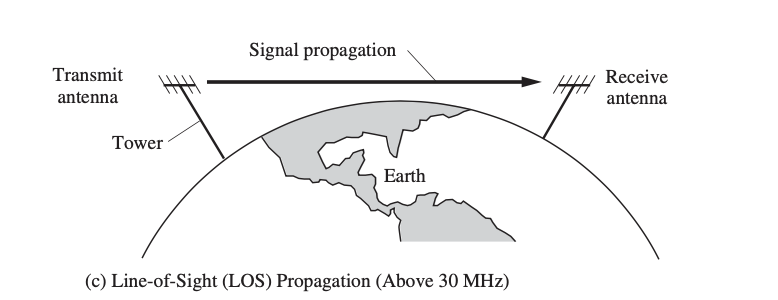 Signal propagation
Transmit
antenna
Receive
antenna
Tower
Earth
(c) Line-of-Sight (LOS) Propagation (Above 30 MHz)